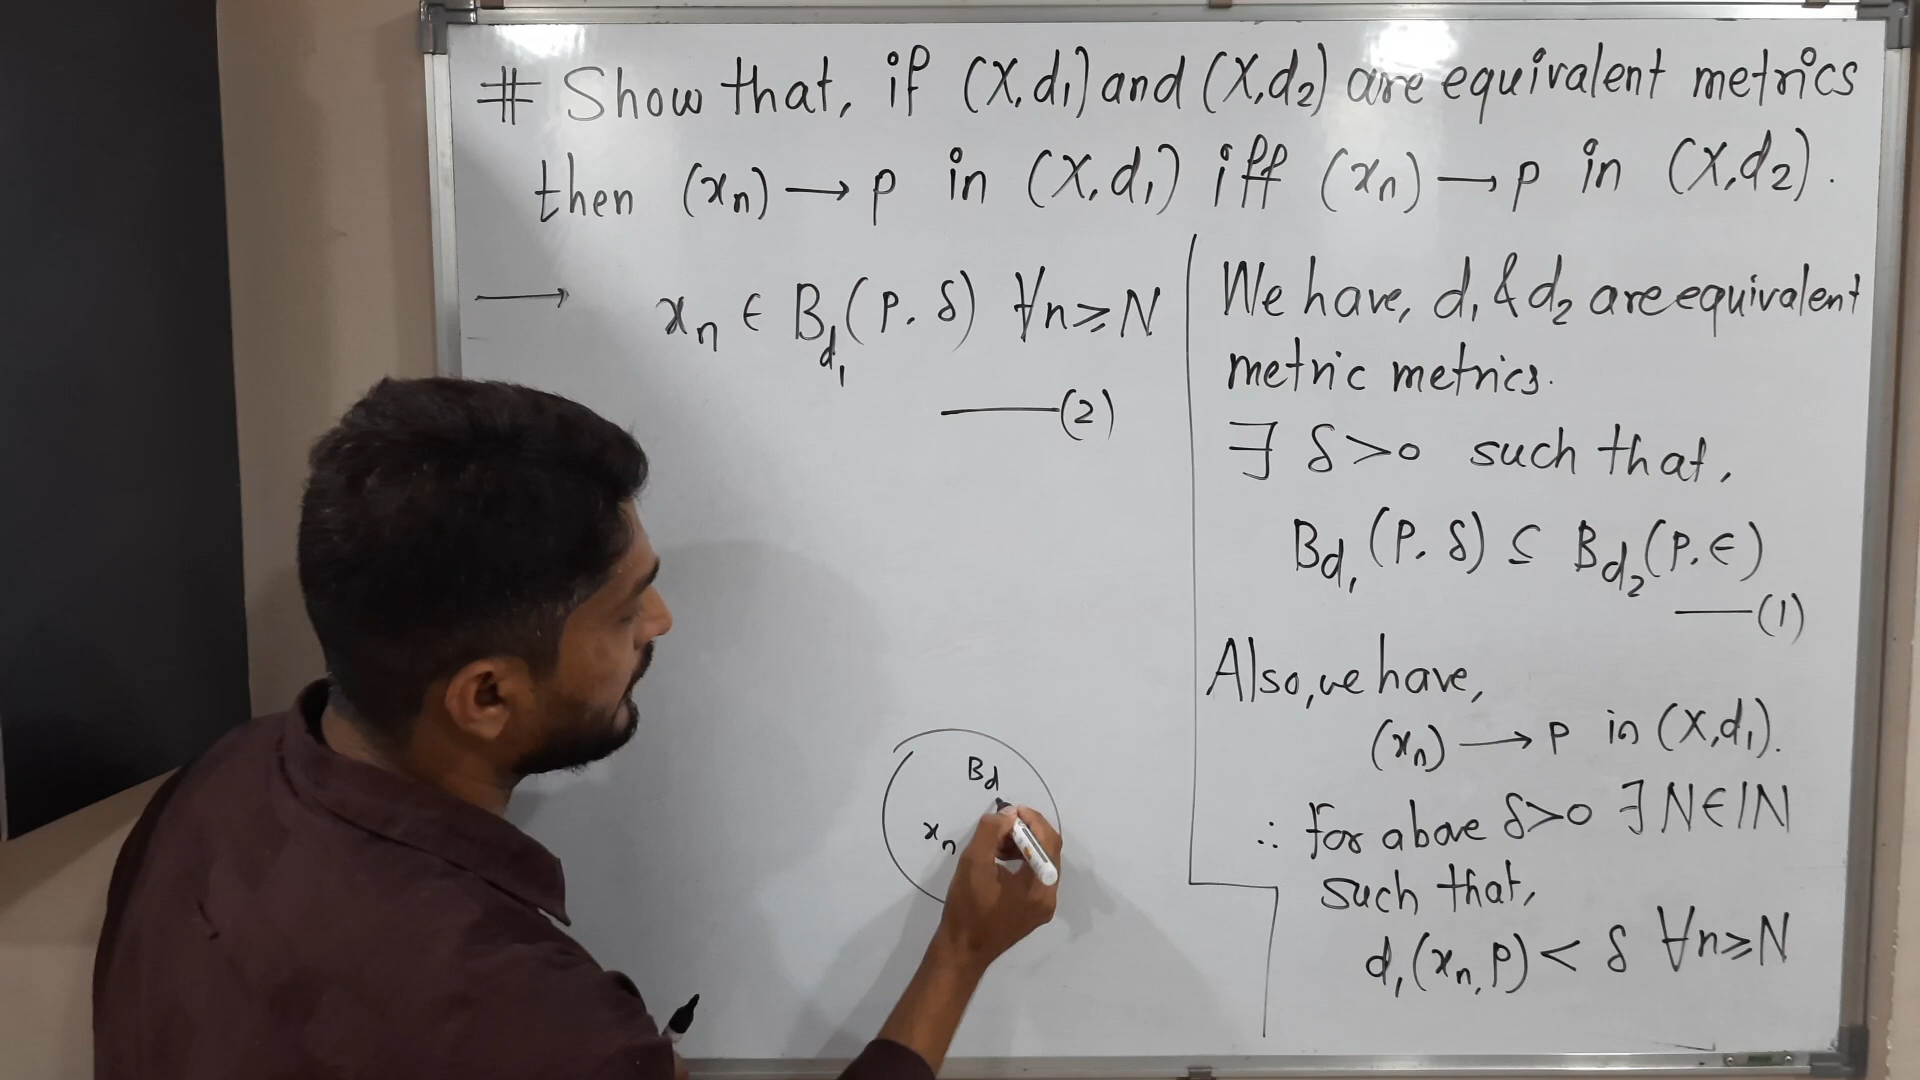 # Show that, if (X,d₁) and (X,d₂) are equivalent metrics
then (xₙ) → p in (X,d₁) iff (xₙ) → p in (X,d₂).
→ xₙ ∈ B_d₁(p, δ) ∀n≥N
——(2)
B_d
xₙ
We have, d₁ & d₂ are equivalent
metric metrics.
∃ δ>0 such that,
B_d₁(p, δ) ⊆ B_d₂(p, ∈)
——(1)
Also, we have,
(xₙ) → p in (X,d₁).
∴ for above δ>0 ∃ N∈ℕ
such that,
d₁(xₙ, p) < δ ∀n≥N